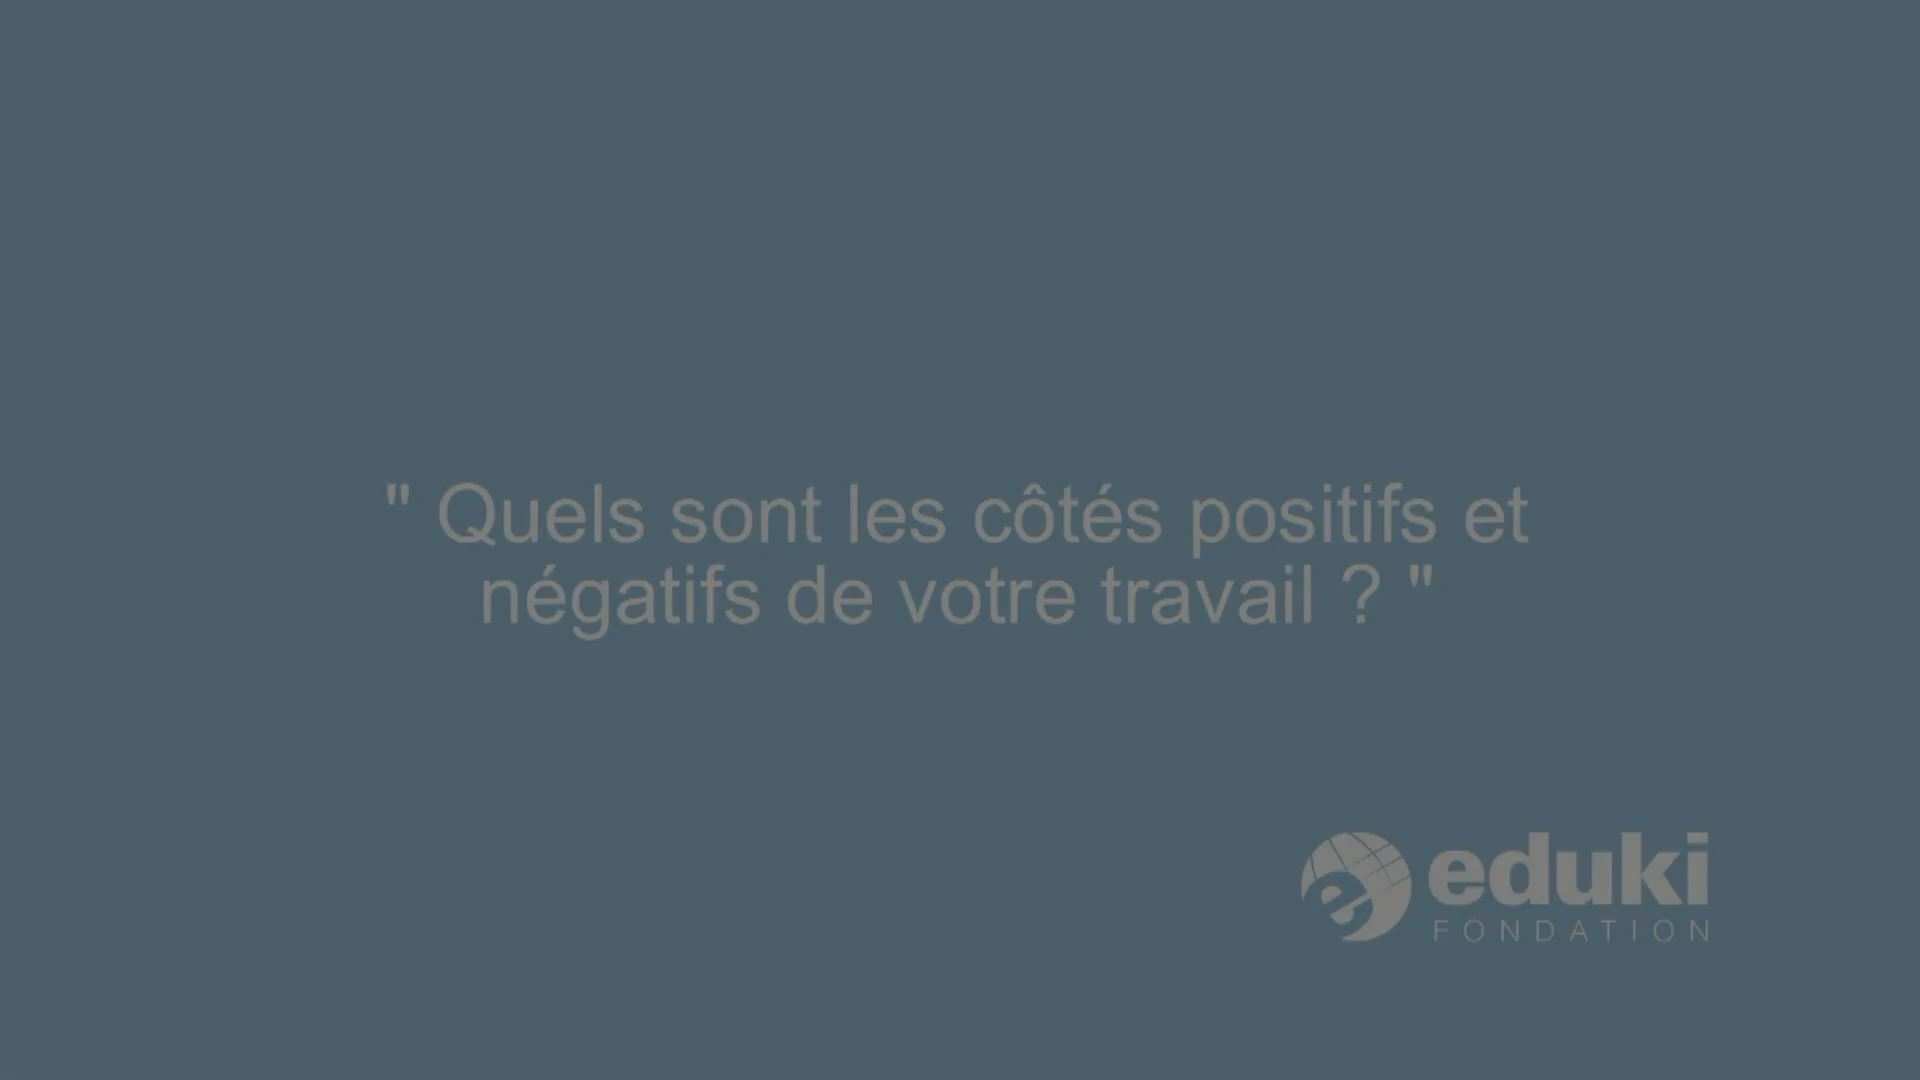 " Quels sont les côtés positifs et
négatifs de votre travail ? "
eduki
FONDATION